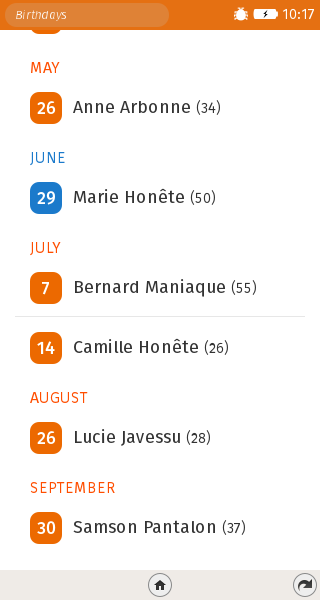 Birthdays 10:17
MAY
26 Anne Arbonne (34)
JUNE
29 Marie Honête (50)
JULY
7 Bernard Maniaque (55)
14 Camille Honête (26)
AUGUST
26 Lucie Javessu (28)
SEPTEMBER
30 Samson Pantalon (37)